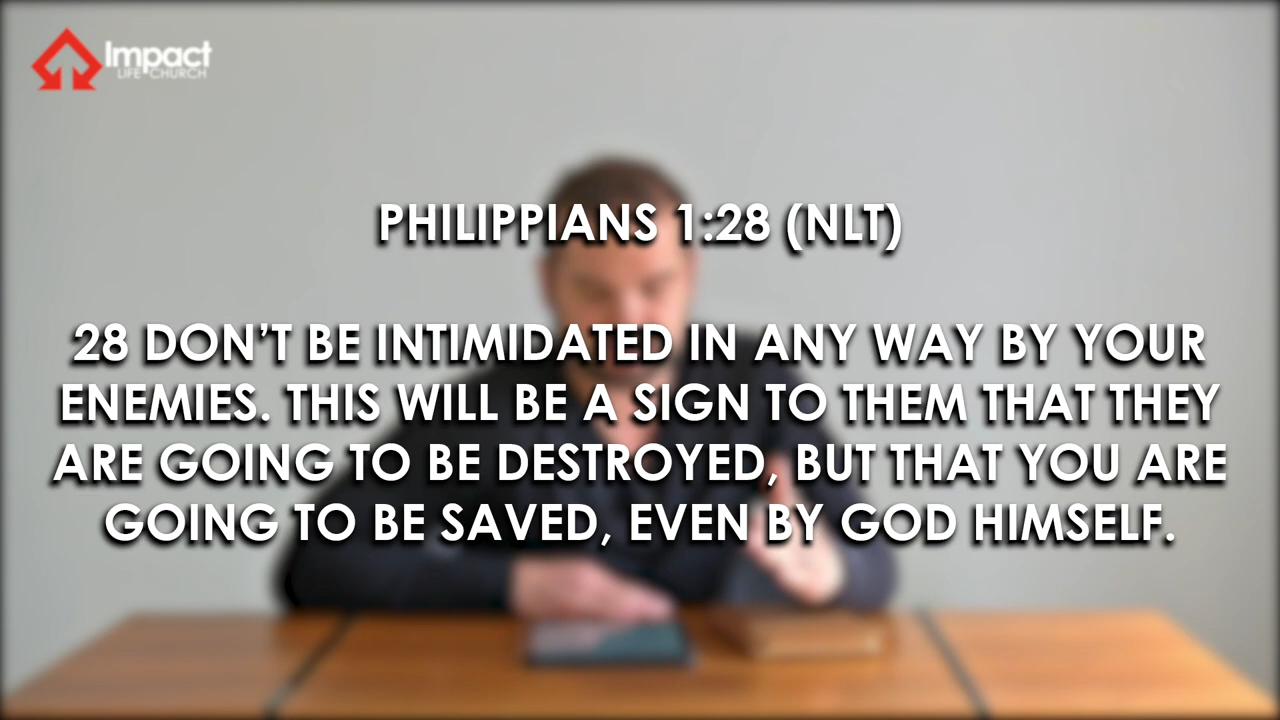 Impact
LIFE CHURCH
PHILIPPIANS 1:28 (NLT)
28 DON’T BE INTIMIDATED IN ANY WAY BY YOUR
ENEMIES. THIS WILL BE A SIGN TO THEM THAT THEY
ARE GOING TO BE DESTROYED, BUT THAT YOU ARE
GOING TO BE SAVED, EVEN BY GOD HIMSELF.